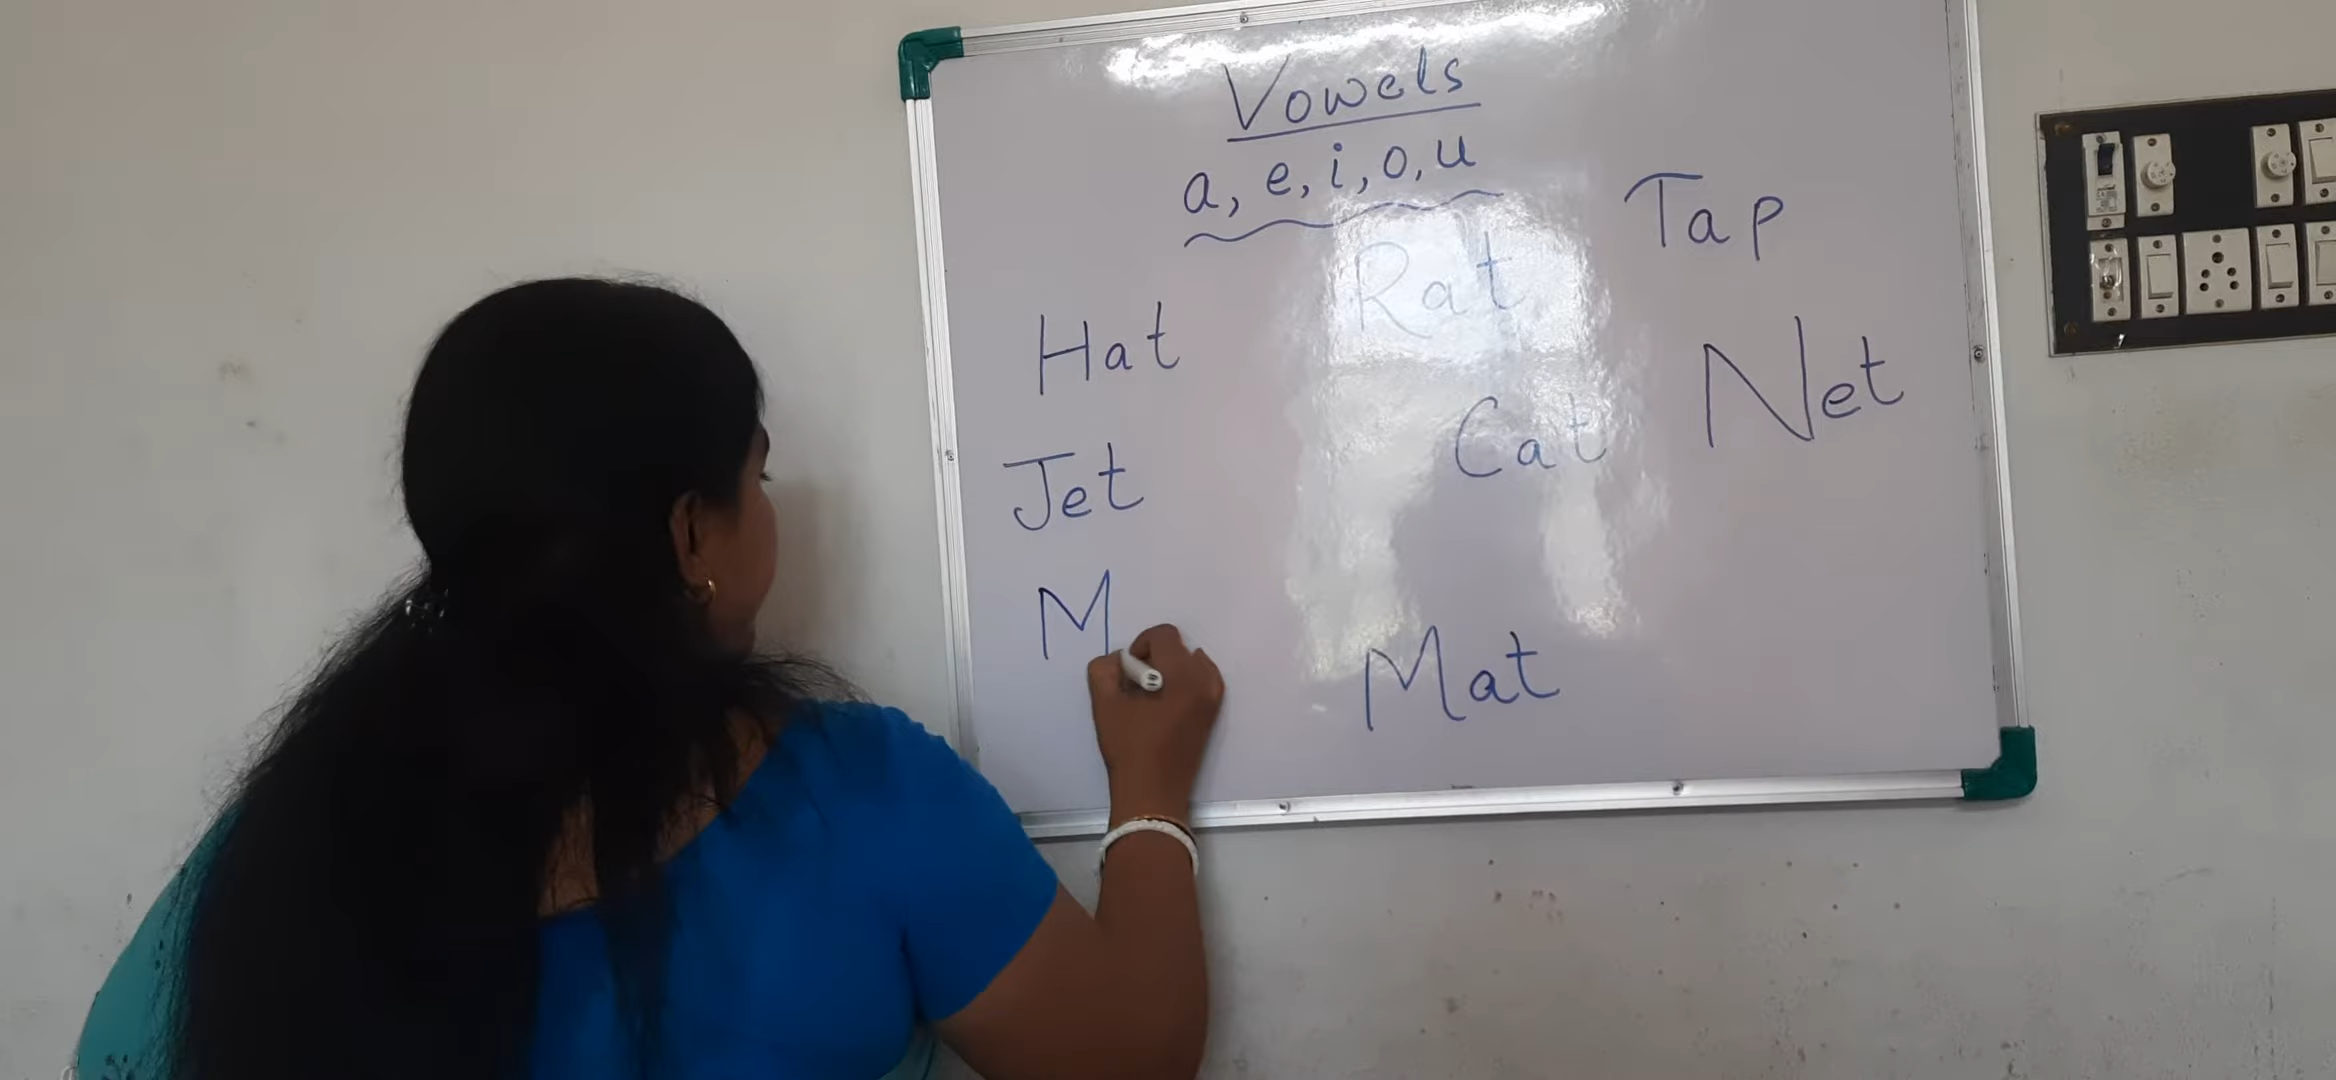 Vowels
a, e, i, o, u
Tap
Rat
Hat
Net
Cat
Jet
M
Mat